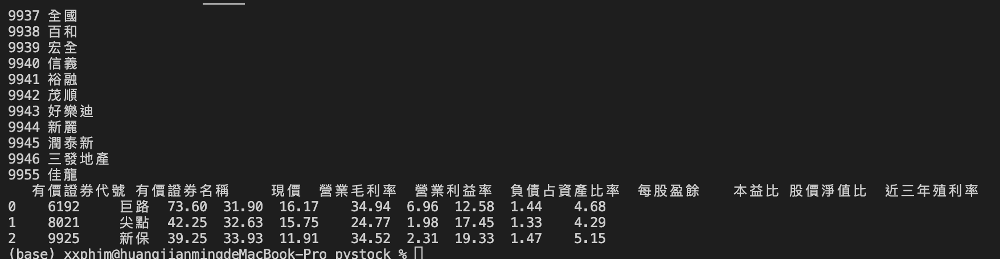 9937 全國
9938 百和
9939 宏全
9940 信義
9941 裕融
9942 茂順
9943 好樂迪
9944 新麗
9945 潤泰新
9946 三發地產
9955 佳龍
有價證券代號 有價證券名稱 現價 營業毛利率 營業利益率 負債占資產比率 每股盈餘 本益比 股價淨值比 近三年殖利率
0 6192 巨路 73.60 31.90 16.17 34.94 6.96 12.58 1.44 4.68
1 8021 尖點 42.25 32.63 15.75 24.77 1.98 17.45 1.33 4.29
2 9925 新保 39.25 33.93 11.91 34.52 2.31 19.33 1.47 5.15
(base) xxphim@huangjianmingdeMacBook-Pro pystock %